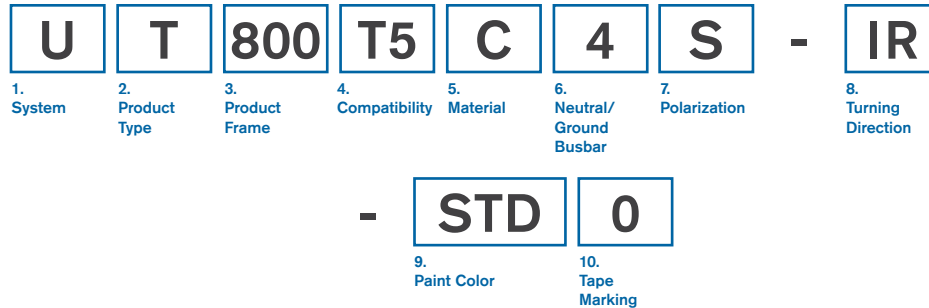 U T 800 T5 C 4 S - IR
1. 2. 3. 4. 5. 6. 7. 8.
System Product Product Compatibility Material Neutral/ Polarization Turning
Type Frame Ground Direction
Busbar
- STD 0
9. 10.
Paint Color Tape
Marking